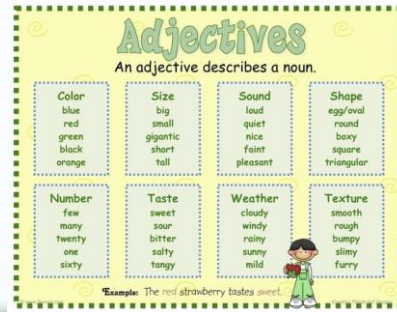 Adjectives
An adjective describes a noun.
Color
blue
red
green
black
orange
Size
big
small
gigantic
short
tall
Sound
loud
quiet
nice
faint
pleasant
Shape
egg/oval
round
boxy
square
triangular
Number
few
many
twenty
one
sixty
Taste
sweet
sour
bitter
salty
tangy
Weather
cloudy
windy
rainy
sunny
mild
Texture
smooth
rough
bumpy
slimy
furry
Example: The red strawberry tastes sweet.